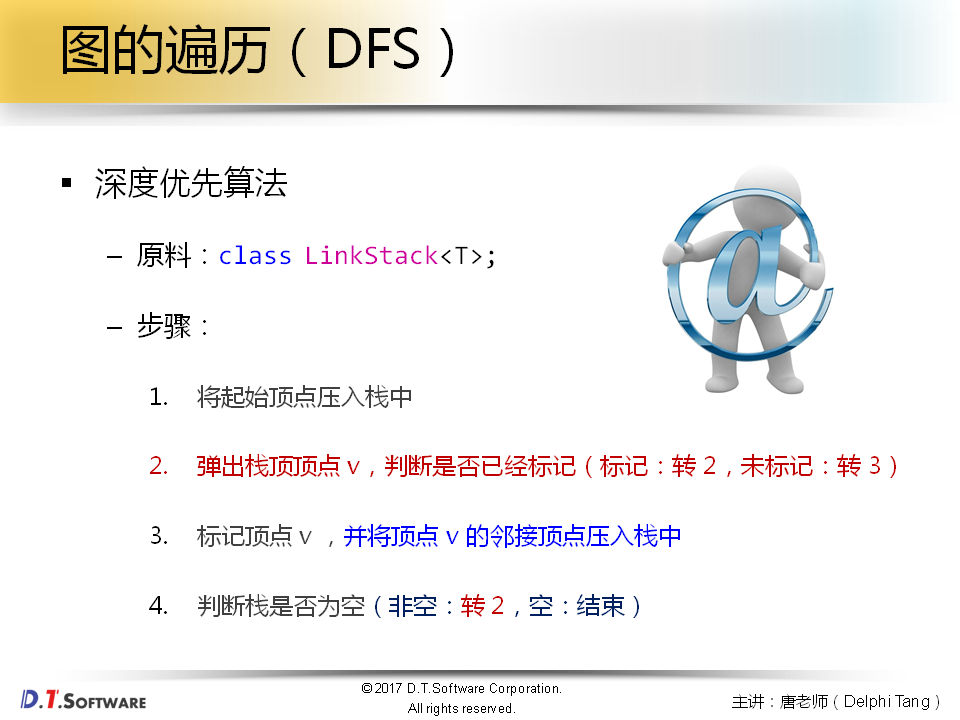 图的遍历（DFS）
▪ 深度优先算法
– 原料：class LinkStack<T>;
– 步骤：
1. 将起始顶点压入栈中
2. 弹出栈顶顶点 v，判断是否已经标记（标记：转 2，未标记：转 3）
3. 标记顶点 v ，并将顶点 v 的邻接顶点压入栈中
4. 判断栈是否为空（非空：转 2，空：结束）
D.T.SOFTWARE
©2017 D.T.Software Corporation.
All rights reserved.
主讲：唐老师（Delphi Tang）